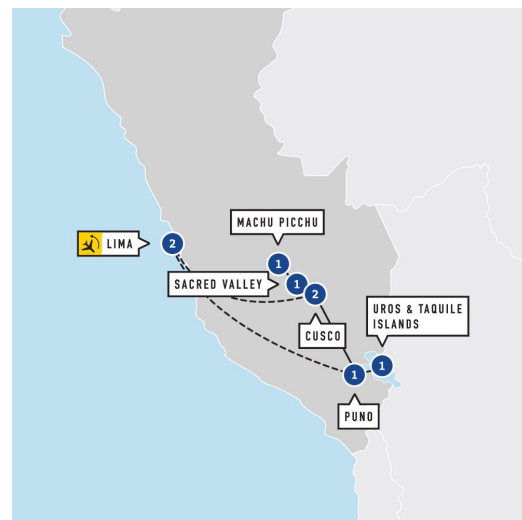 MACHU PICCHU
LIMA
2
1
SACRED VALLEY
1
2
UROS & TAQUILE
ISLANDS
CUSCO
1
1
PUNO